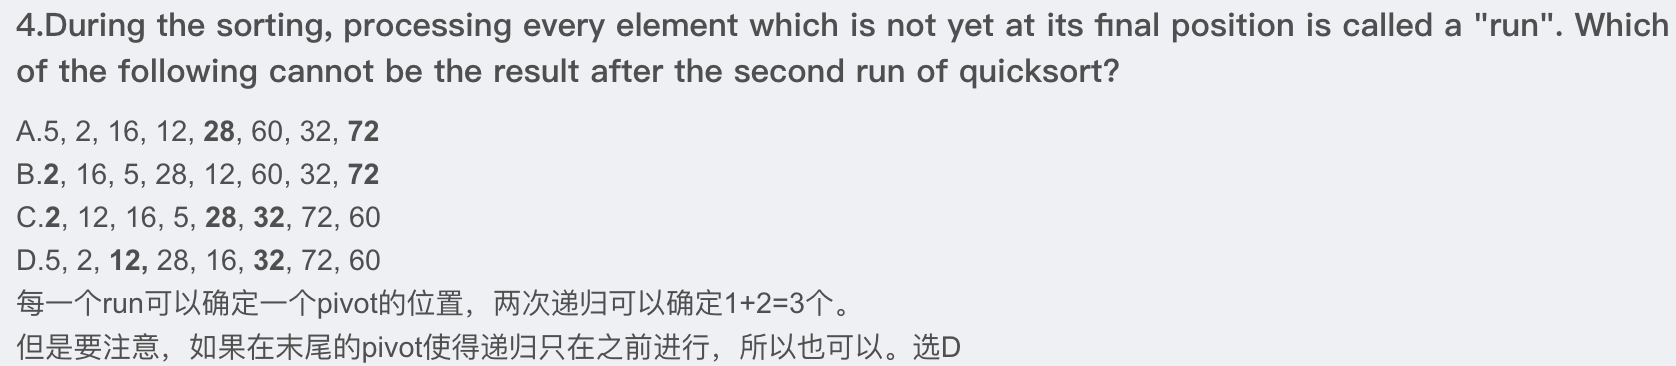 4.During the sorting, processing every element which is not yet at its final position is called a "run". Which
of the following cannot be the result after the second run of quicksort?
A.5, 2, 16, 12, 28, 60, 32, 72
B.2, 16, 5, 28, 12, 60, 32, 72
C.2, 12, 16, 5, 28, 32, 72, 60
D.5, 2, 12, 28, 16, 32, 72, 60
每一个run可以确定一个pivot的位置，两次递归可以确定1+2=3个。
但是要注意，如果在末尾的pivot使得递归只在之前进行，所以也可以。选D